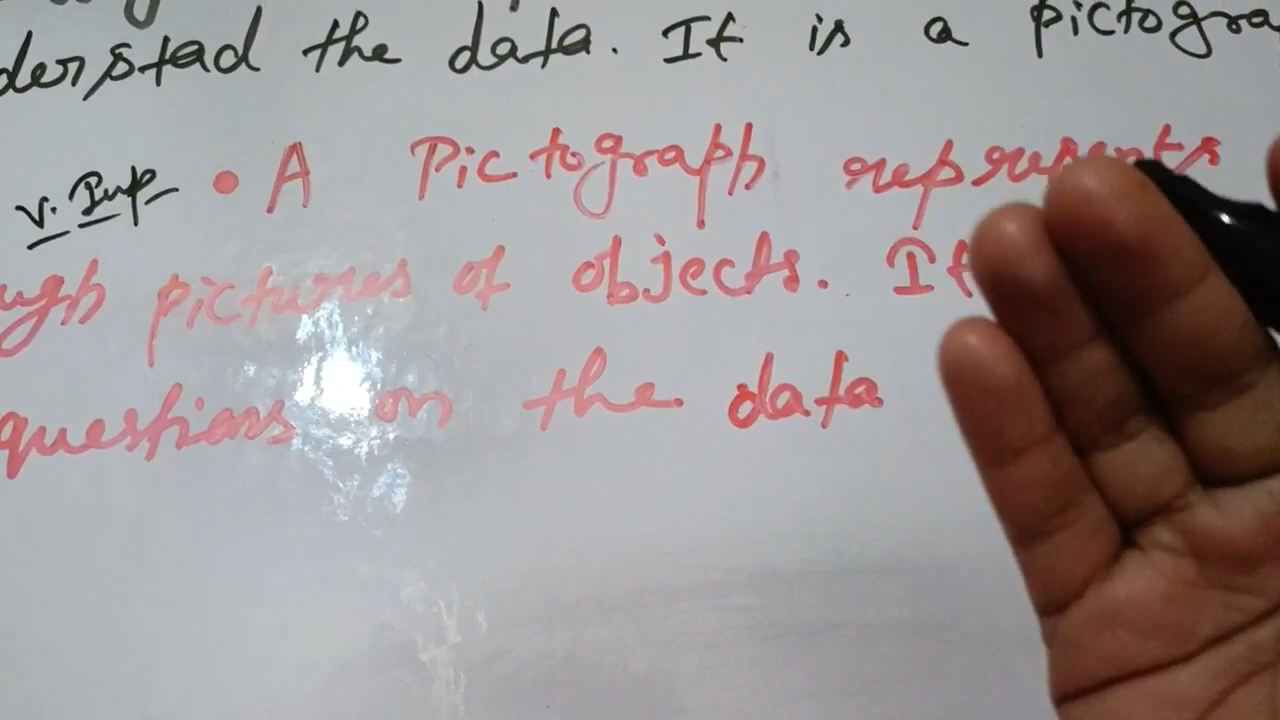 derstad the data. It is a pictogra
v. Imp • A Pictograph represents
ugh pictures of objects. It
questions on the data